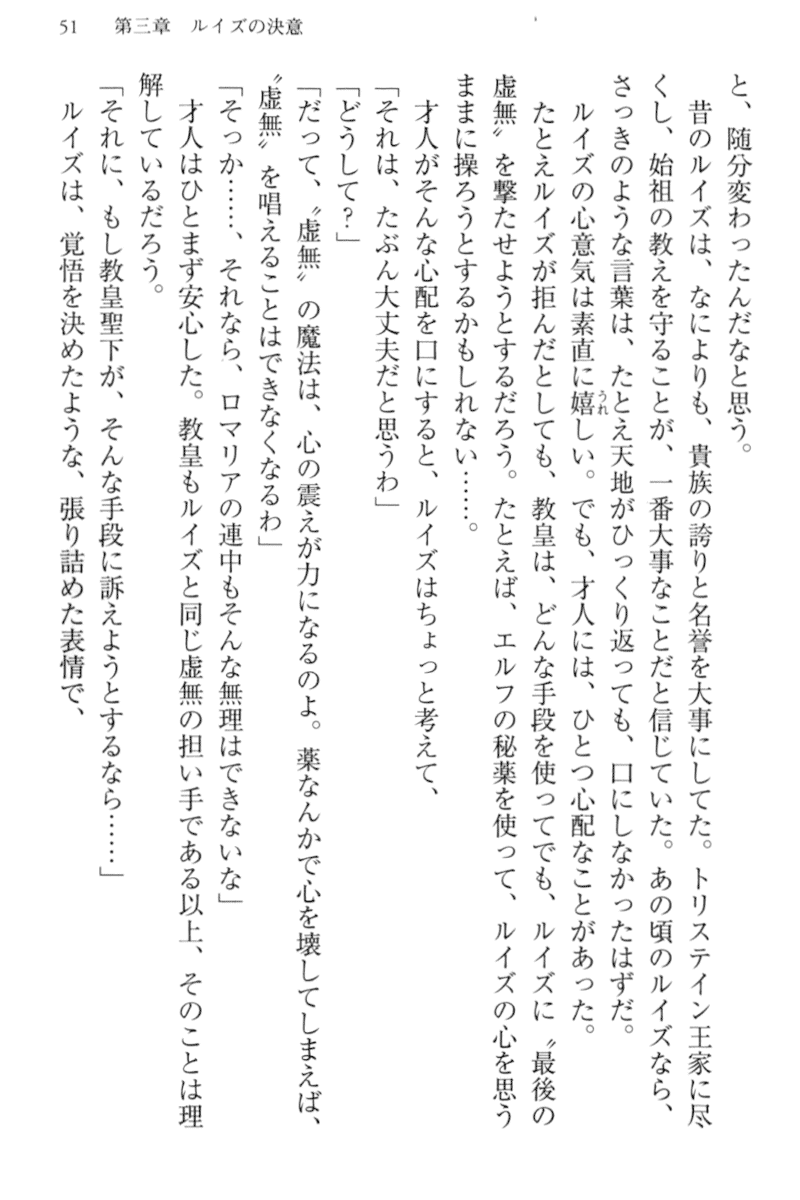 51　第三章　ルイズの決意
と、随分変わったんだなと思う。
　昔のルイズは、なによりも、貴族の誇りと名誉を大事にしてた。トリステイン王家に尽
くし、始祖の教えを守ることが、一番大事なことだと信じていた。あの頃のルイズなら、
さっきのような言葉は、たとえ天地がひっくり返っても、口にしなかったはずだ。
　ルイズの心意気は素直に嬉しい。でも、才人には、ひとつ心配なことがあった。
　たとえルイズが拒んだとしても、教皇は、どんな手段を使ってでも、ルイズに〝最後の
虚無〟を撃たせようとするだろう。たとえば、エルフの秘薬を使って、ルイズの心を思う
ままに操ろうとするかもしれない……。
　才人がそんな心配を口にすると、ルイズはちょっと考えて、
「それは、たぶん大丈夫だと思うわ」
「どうして？」
「だって、〝虚無〟の魔法は、心の震えが力になるのよ。薬なんかで心を壊してしまえば、
〝虚無〟を唱えることはできなくなるわ」
「そっか……、それなら、ロマリアの連中もそんな無理はできないな」
　才人はひとまず安心した。教皇もルイズと同じ虚無の担い手である以上、そのことは理
解しているだろう。
「それに、もし教皇聖下が、そんな手段に訴えようとするなら……」
　ルイズは、覚悟を決めたような、張り詰めた表情で、